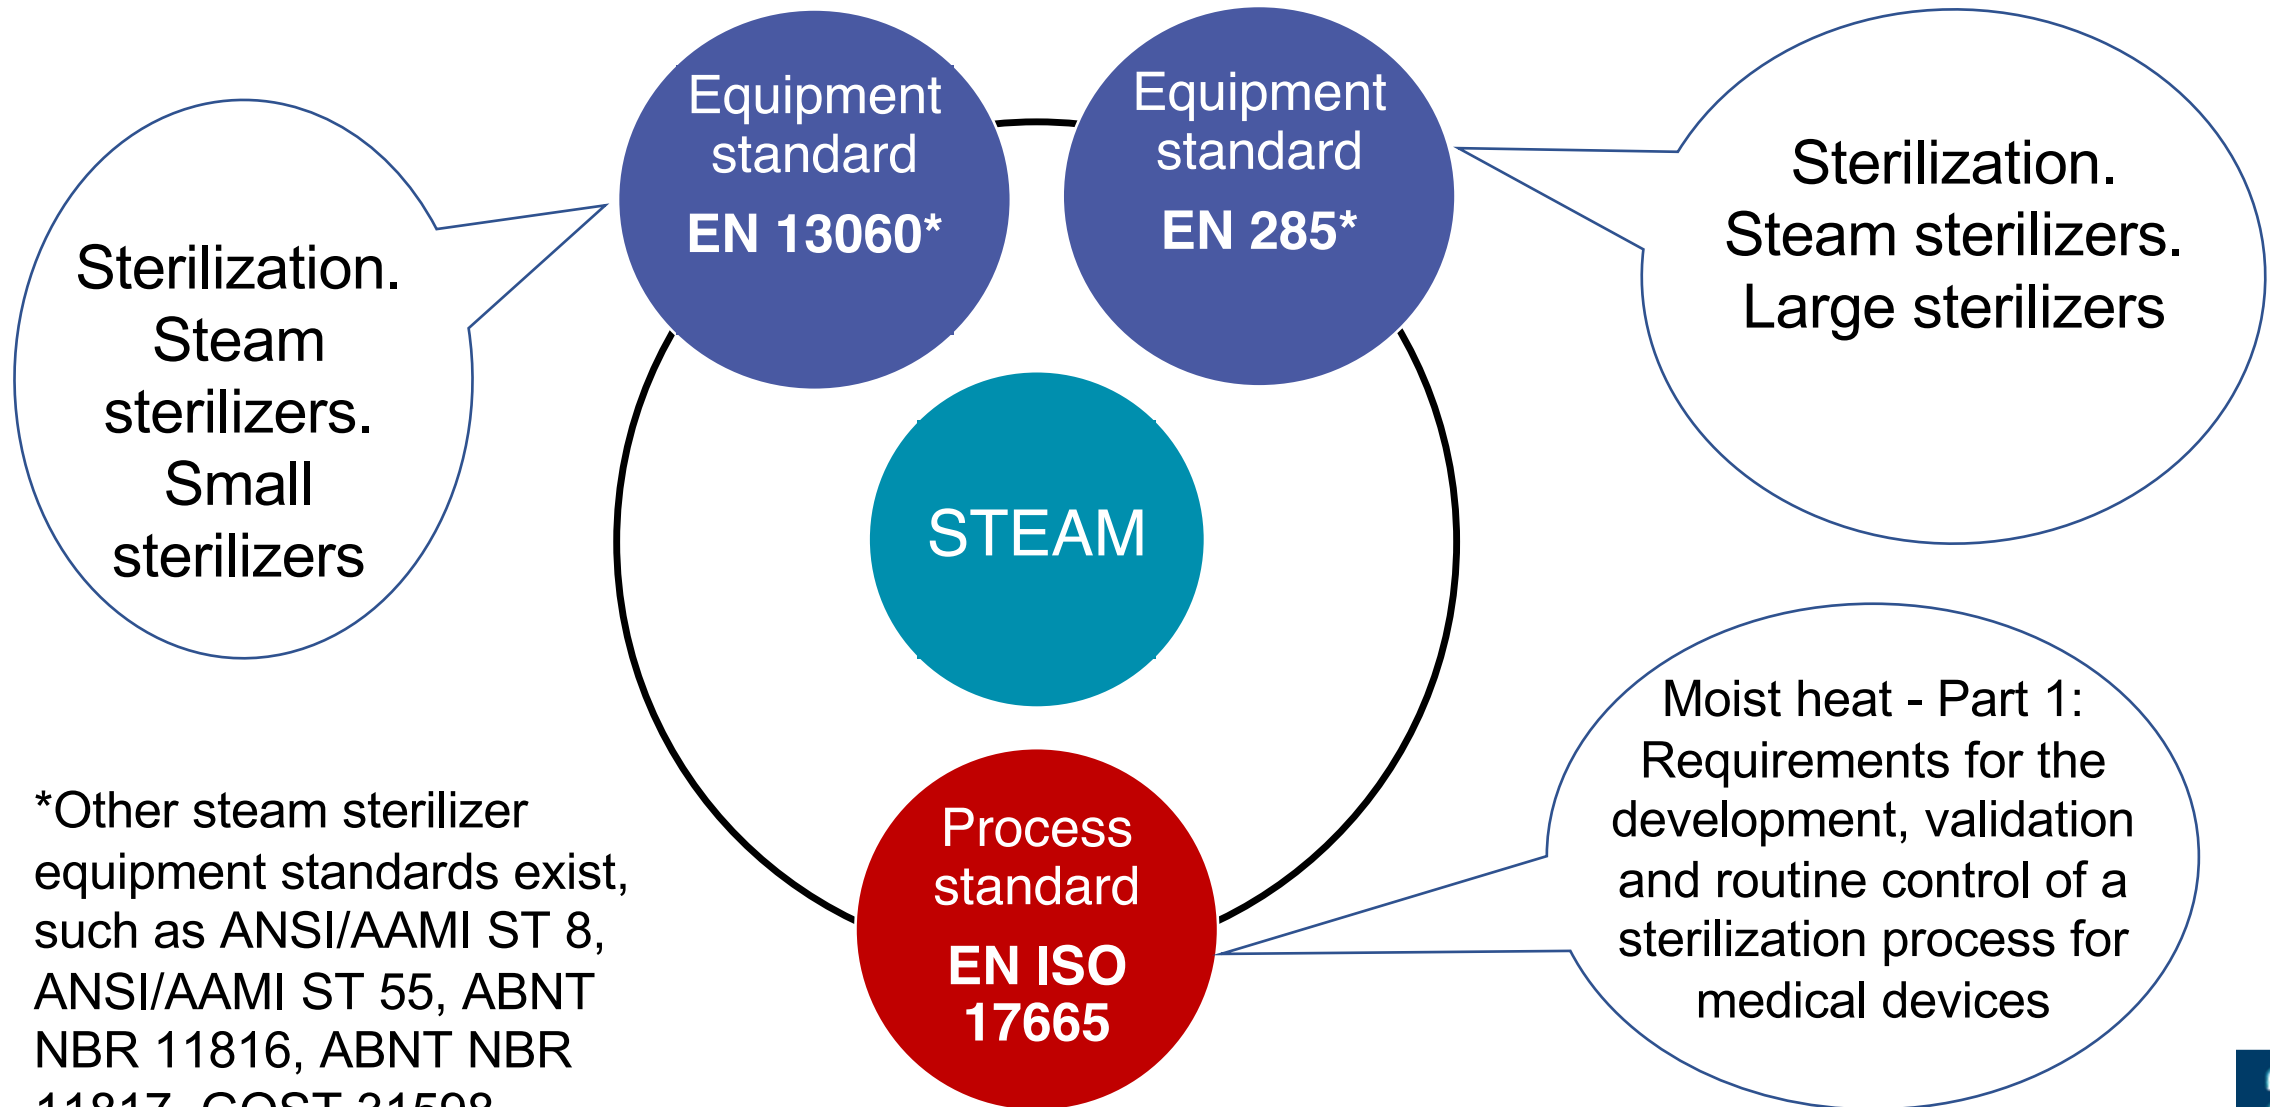 Equipment
standard
EN 13060*
Equipment
standard
EN 285*
Sterilization.
Steam
sterilizers.
Small
sterilizers
Sterilization.
Steam sterilizers.
Large sterilizers
STEAM
Process
standard
EN ISO
17665
Moist heat - Part 1:
Requirements for the
development, validation
and routine control of a
sterilization process for
medical devices
*Other steam sterilizer
equipment standards exist,
such as ANSI/AAMI ST 8,
ANSI/AAMI ST 55, ABNT
NBR 11816, ABNT NBR
11817, GOST 31598